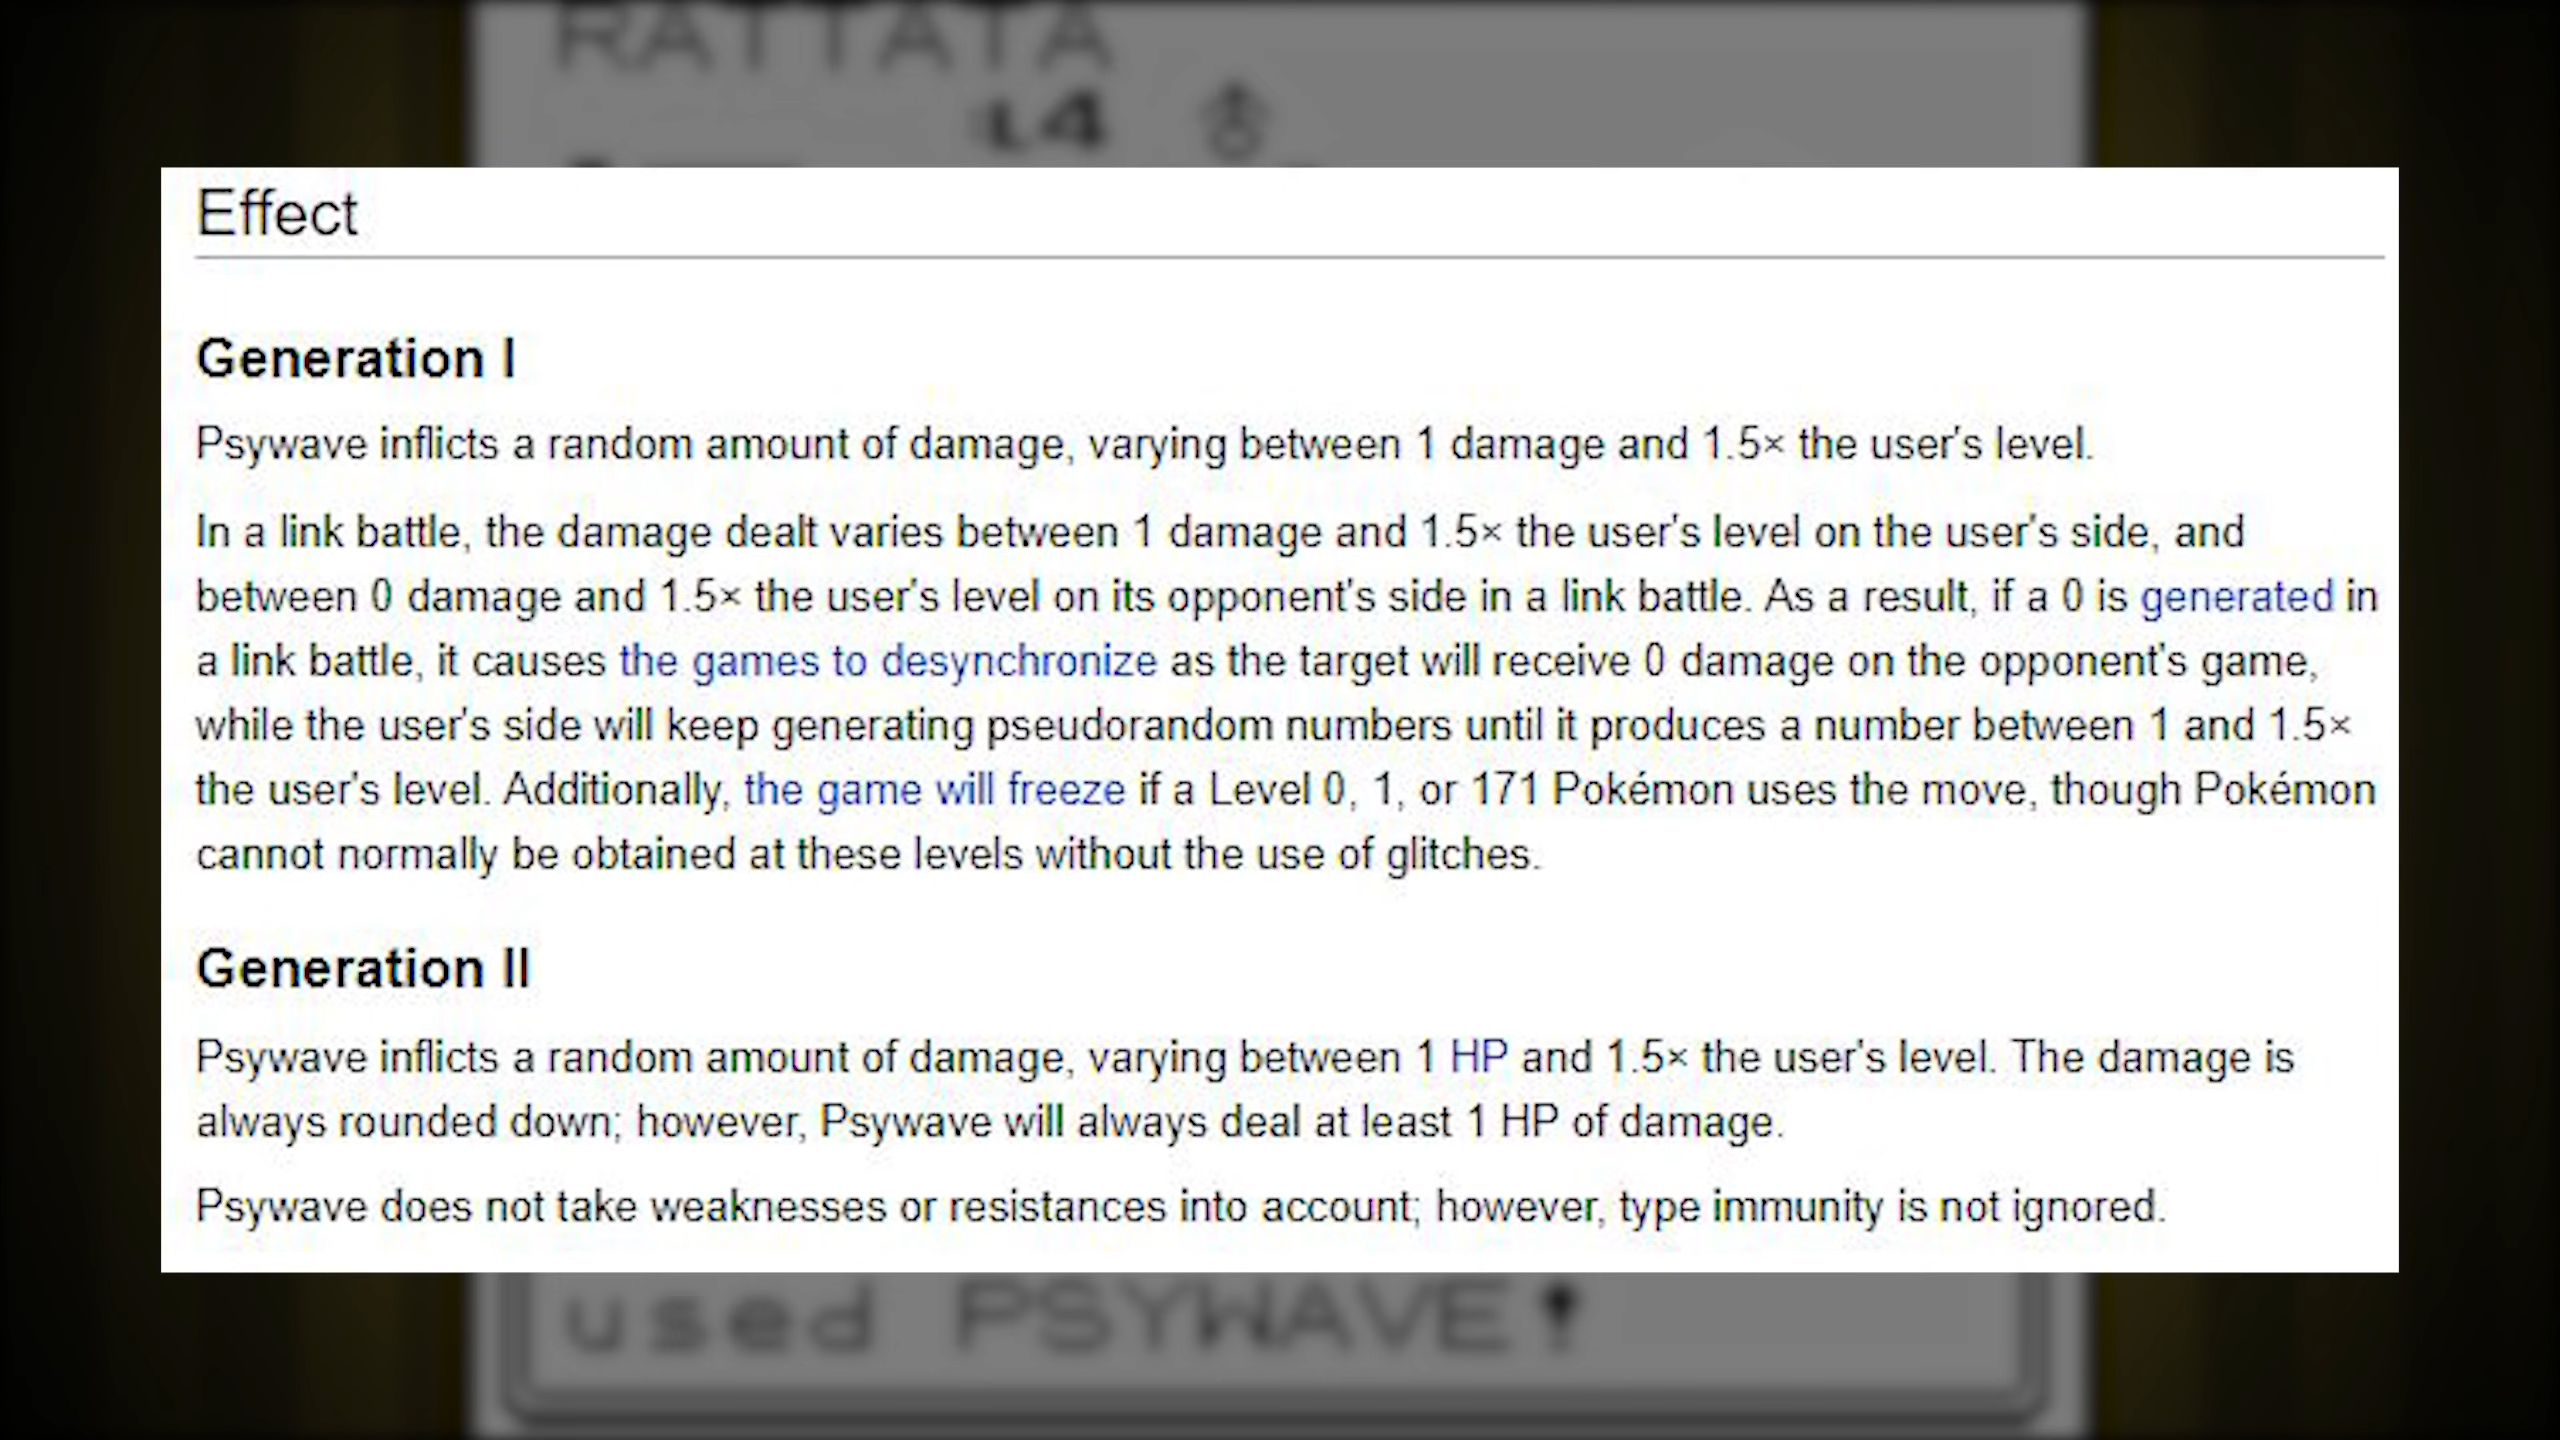 RATTATA
:L4 ♂
Effect
Generation I
Psywave inflicts a random amount of damage, varying between 1 damage and 1.5× the user's level.
In a link battle, the damage dealt varies between 1 damage and 1.5× the user's level on the user's side, and
between 0 damage and 1.5× the user's level on its opponent's side in a link battle. As a result, if a 0 is generated in
a link battle, it causes the games to desynchronize as the target will receive 0 damage on the opponent's game,
while the user's side will keep generating pseudorandom numbers until it produces a number between 1 and 1.5×
the user's level. Additionally, the game will freeze if a Level 0, 1, or 171 Pokémon uses the move, though Pokémon
cannot normally be obtained at these levels without the use of glitches.
Generation II
Psywave inflicts a random amount of damage, varying between 1 HP and 1.5× the user's level. The damage is
always rounded down; however, Psywave will always deal at least 1 HP of damage.
Psywave does not take weaknesses or resistances into account; however, type immunity is not ignored.
used PSYWAVE!